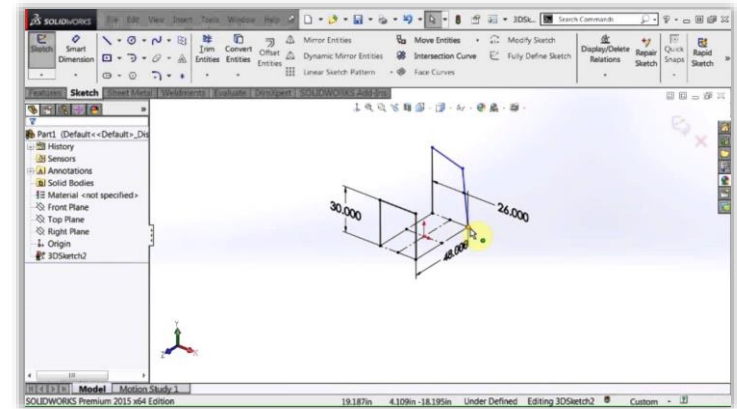 SOLIDWORKS File Edit View Insert Tools Window Help 3DSk... Search Commands
Sketch Smart Dimension Trim Entities Convert Entities Offset Entities Mirror Entities Move Entities Modify Sketch Display/Delete Relations Repair Sketch Quick Snaps Rapid Sketch
Dynamic Mirror Entities Intersection Curve Fully Define Sketch
Linear Sketch Pattern Face Curves
Features Sketch Sheet Metal Weldments Evaluate DimXpert SOLIDWORKS Add-Ins
Part1 (Default<<Default>_Dis
History
Sensors
Annotations
Solid Bodies
Material <not specified>
Front Plane
Top Plane
Right Plane
Origin
3DSketch2
30.000
26.000
48.000
Y
Z X
Model Motion Study 1
SOLIDWORKS Premium 2015 x64 Edition 19.187in 4.109in -18.195in Under Defined Editing 3DSketch2 Custom